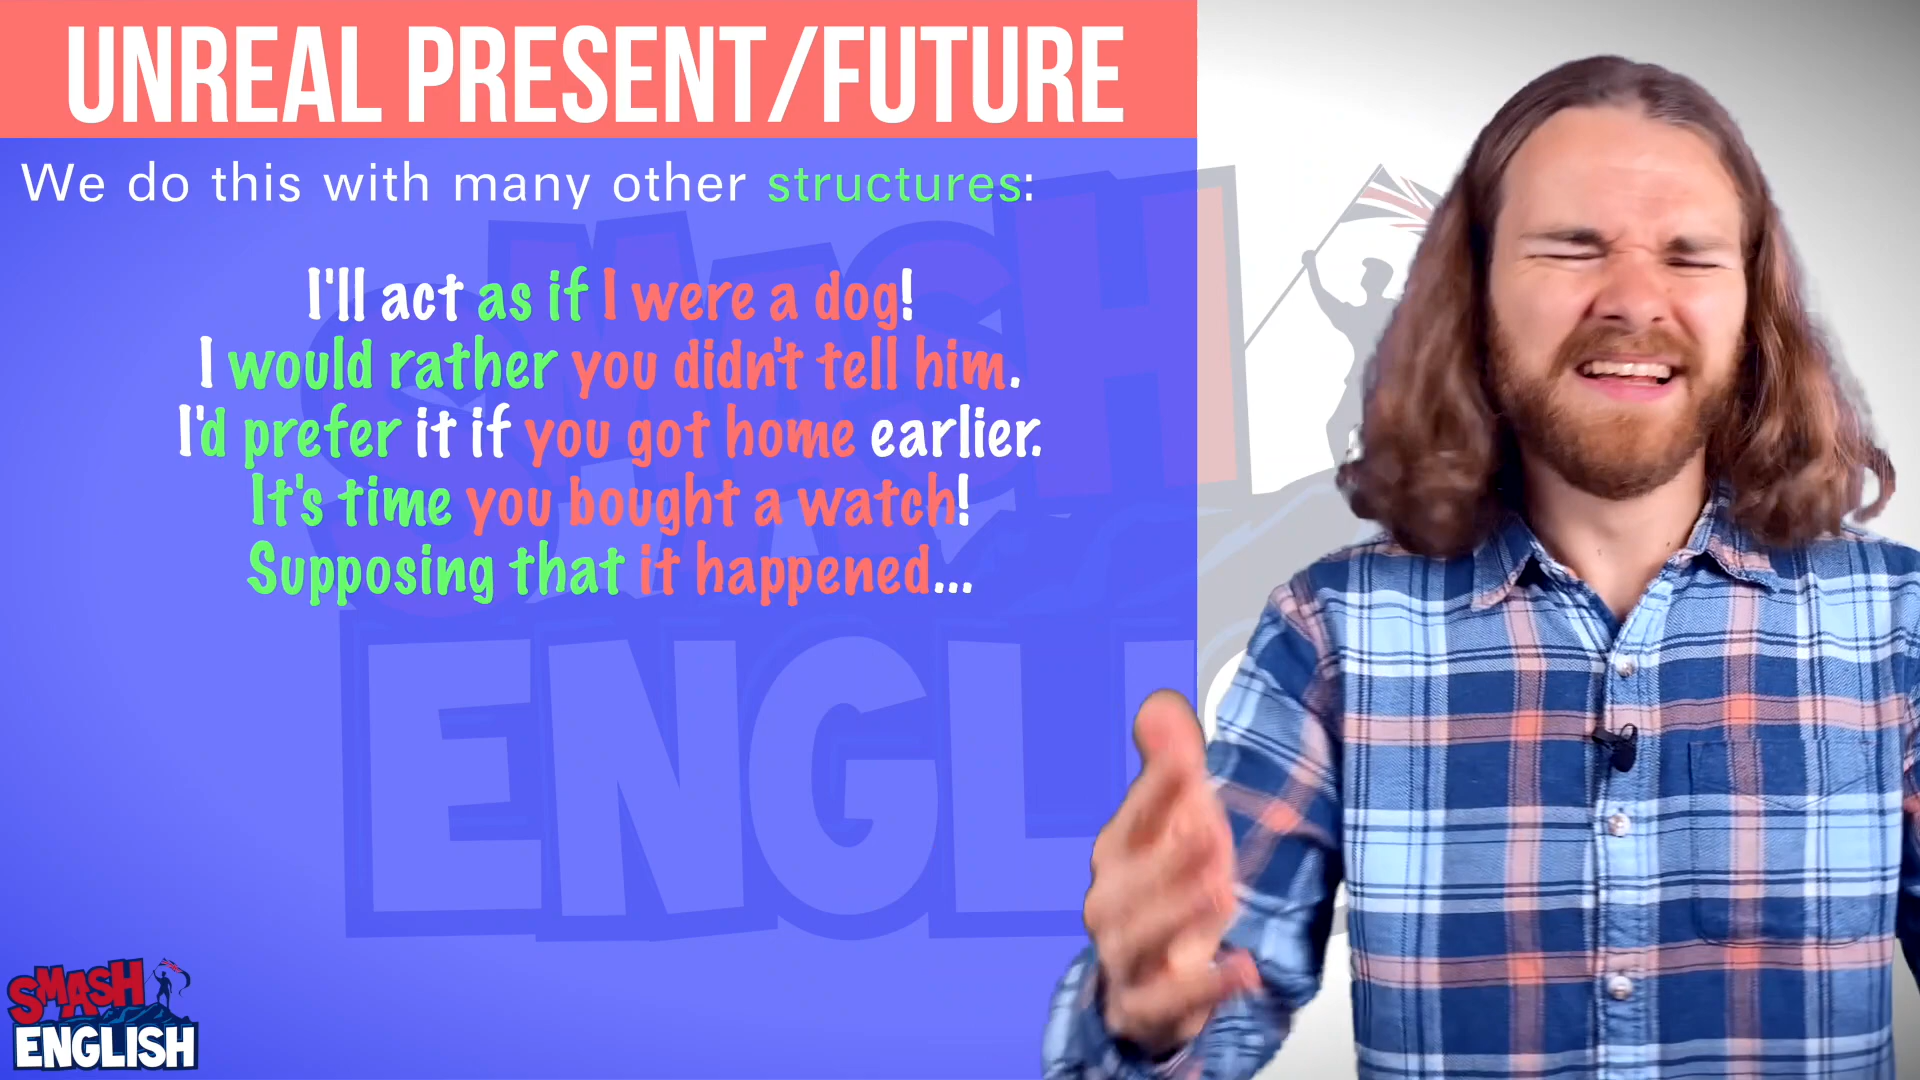 UNREAL PRESENT/FUTURE
We do this with many other structures:
I'll act as if I were a dog!
I would rather you didn't tell him.
I'd prefer it if you got home earlier.
It's time you bought a watch!
Supposing that it happened...
SMASH
ENGLI
SMASH
ENGLISH